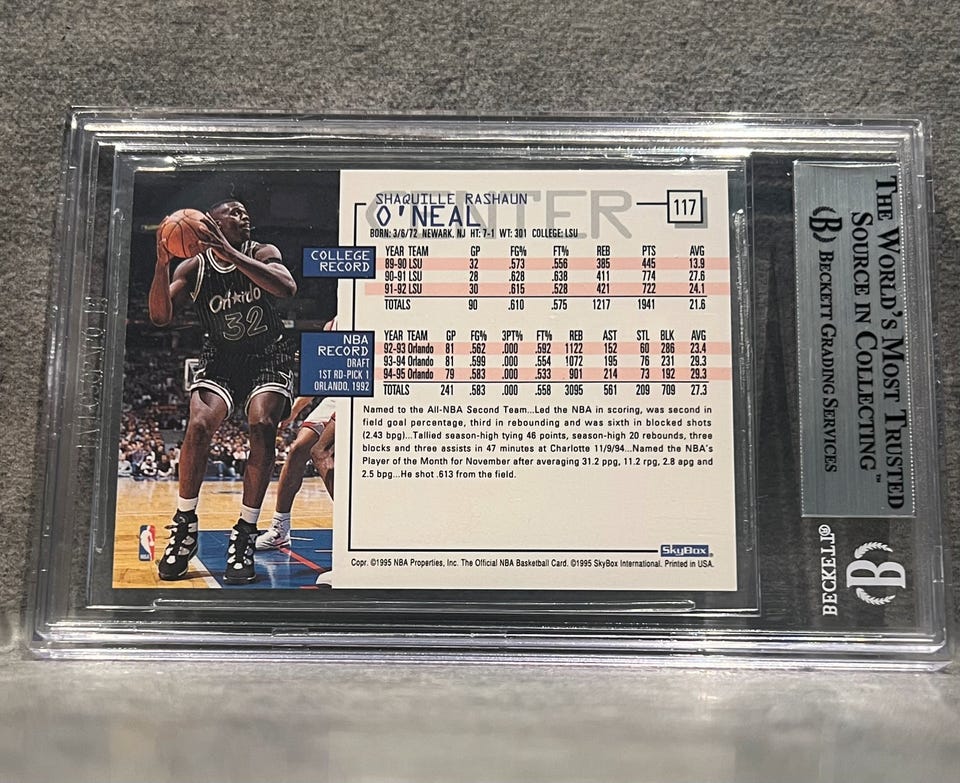 CENTER
SHAQUILLE RASHAUN
O'NEAL
117
BORN: 3/6/72 NEWARK, NJ HT: 7-1 WT: 301 COLLEGE: LSU
COLLEGE
RECORD
YEAR TEAM GP FG% FT% REB PTS AVG
89-90 LSU 32 .573 .556 385 445 13.9
90-91 LSU 28 .628 .638 411 774 27.6
91-92 LSU 30 .615 .528 421 722 24.1
TOTALS 90 .610 .575 1217 1941 21.6
NBA
RECORD
DRAFT
1ST RD-PICK 1
ORLANDO, 1992
YEAR TEAM GP FG% 3PT% FT% REB AST STL BLK AVG
92-93 Orlando 81 .562 .000 .592 1122 152 60 286 23.4
93-94 Orlando 81 .599 .000 .554 1072 195 76 231 29.3
94-95 Orlando 79 .583 .000 .533 901 214 73 192 29.3
TOTALS 241 .583 .000 .558 3095 561 209 709 27.3
Named to the All-NBA Second Team...Led the NBA in scoring, was second in
field goal percentage, third in rebounding and was sixth in blocked shots
(2.43 bpg)...Tallied season-high tying 46 points, season-high 20 rebounds, three
blocks and three assists in 47 minutes at Charlotte 11/9/94...Named the NBA's
Player of the Month for November after averaging 31.2 ppg, 11.2 rpg, 2.8 apg and
2.5 bpg...He shot .613 from the field.
SkyBox
Copr. ©1995 NBA Properties, Inc. The Official NBA Basketball Card. ©1995 SkyBox International. Printed in USA.
Orlando
32
NBA
THE WORLD'S MOST TRUSTED
SOURCE IN COLLECTING™
B BECKETT GRADING SERVICES
BECKETT®
B